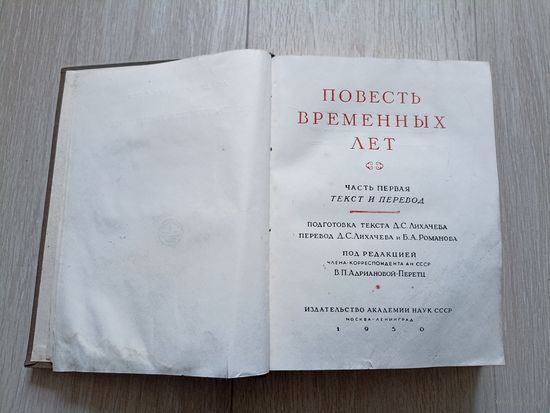 ПОВЕСТЬ
ВРЕМЕННЫХ
ЛЕТ
ЧАСТЬ ПЕРВАЯ
ТЕКСТ И ПЕРЕВОД
ПОДГОТОВКА ТЕКСТА Д.С.ЛИХАЧЕВА
ПЕРЕВОД Д.С.ЛИХАЧЕВА И Б.А.РОМАНОВА
ПОД РЕДАКЦИЕЙ
ЧЛЕНА-КОРРЕСПОНДЕНТА АН СССР
В.П.АДРИАНОВОЙ-ПЕРЕТЦ
ИЗДАТЕЛЬСТВО АКАДЕМИИ НАУК СССР
МОСКВА-ЛЕНИНГРАД
1950